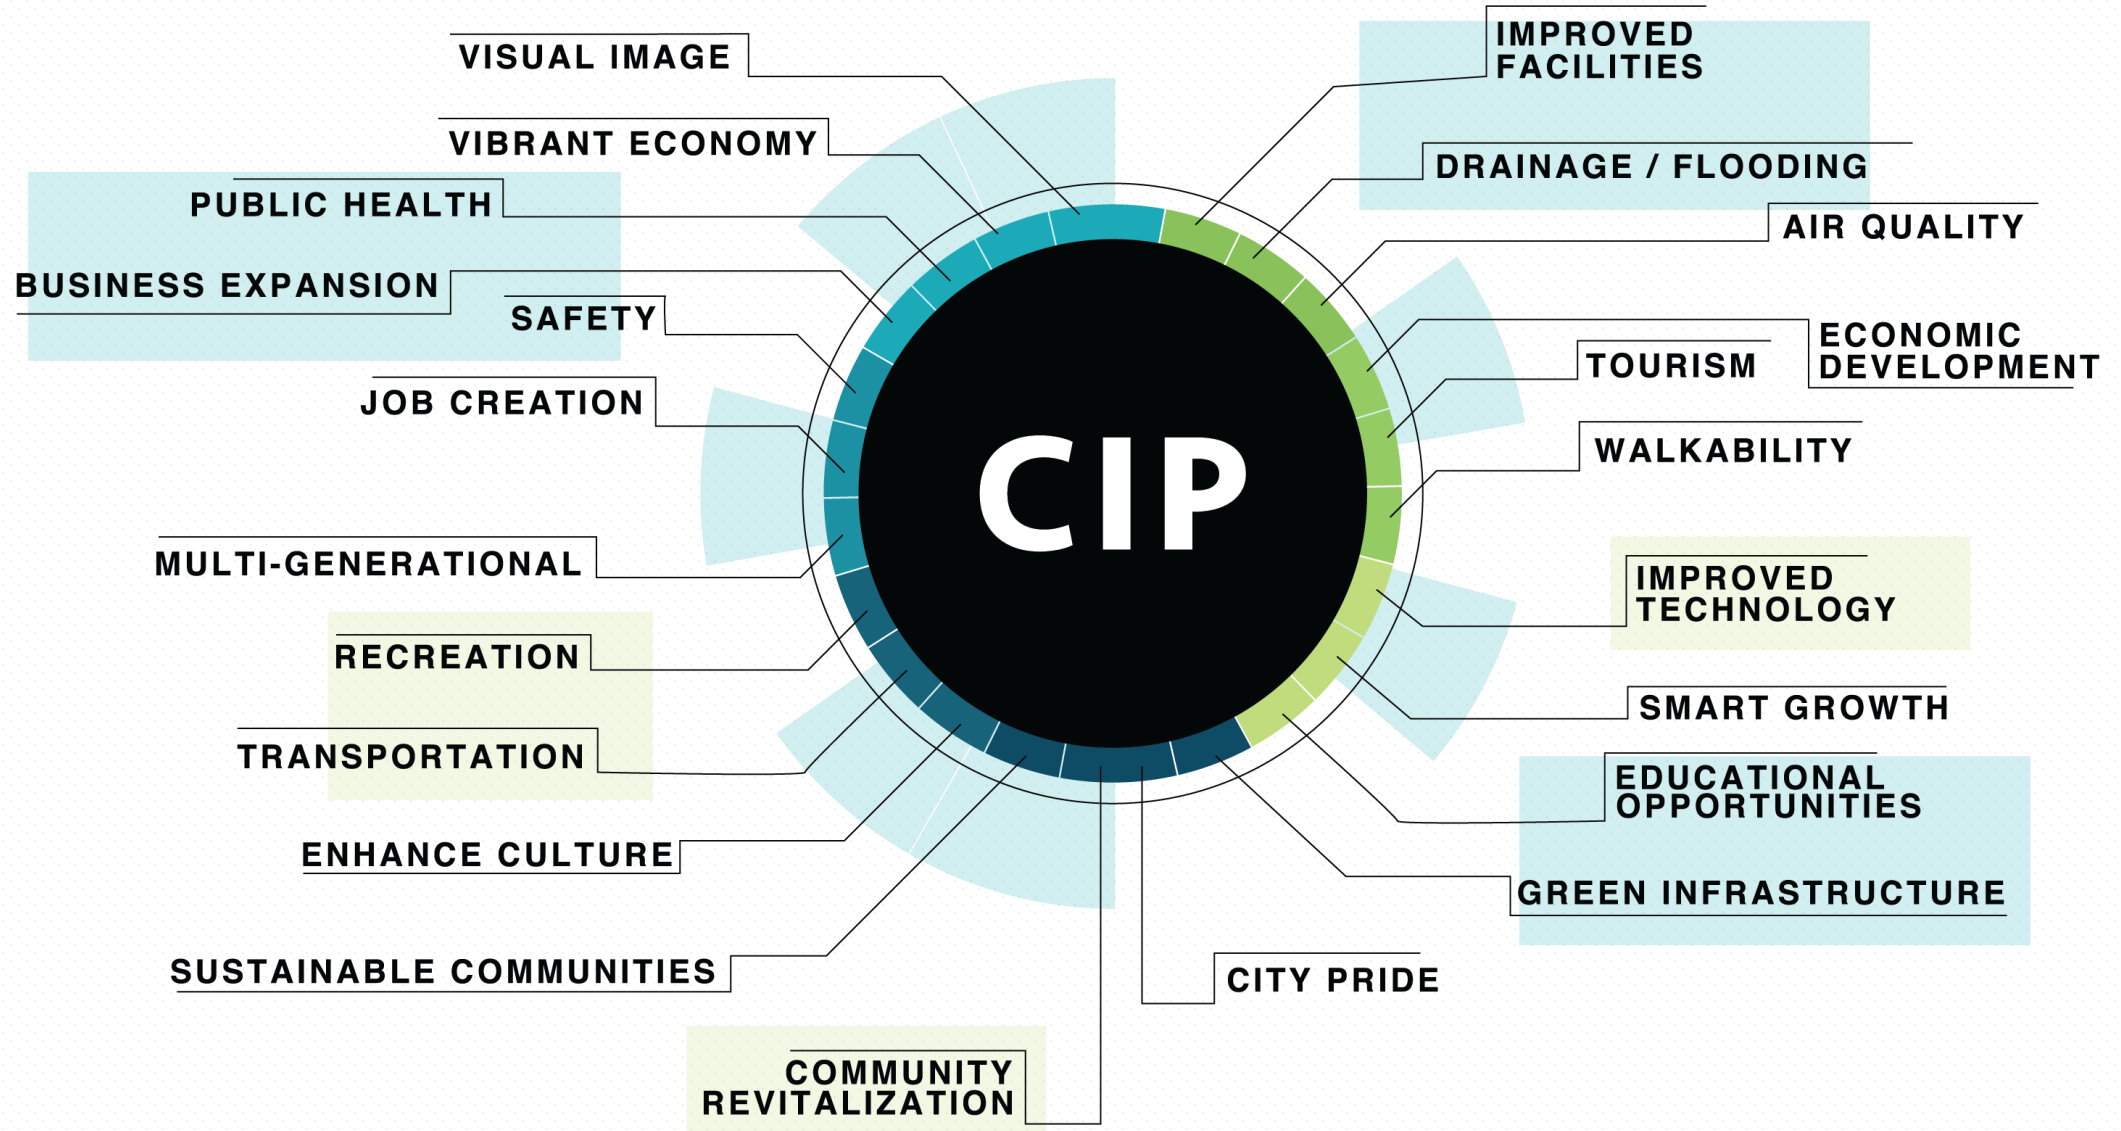 VISUAL IMAGE
VIBRANT ECONOMY
PUBLIC HEALTH
BUSINESS EXPANSION
SAFETY
JOB CREATION
MULTI-GENERATIONAL
RECREATION
TRANSPORTATION
ENHANCE CULTURE
SUSTAINABLE COMMUNITIES
COMMUNITY
REVITALIZATION
CIP
IMPROVED
FACILITIES
DRAINAGE / FLOODING
AIR QUALITY
ECONOMIC
DEVELOPMENT
TOURISM
WALKABILITY
IMPROVED
TECHNOLOGY
SMART GROWTH
EDUCATIONAL
OPPORTUNITIES
GREEN INFRASTRUCTURE
CITY PRIDE